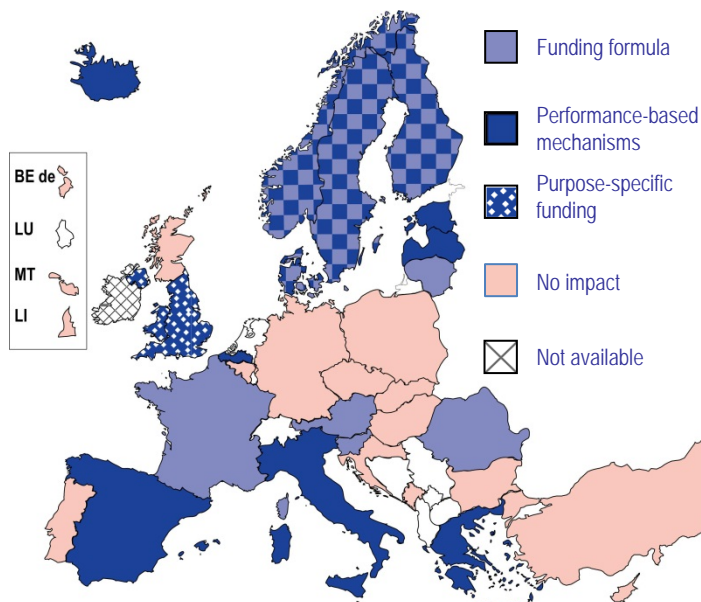 Funding formula
Performance-based
mechanisms
Purpose-specific
funding
No impact
Not available
BE de
LU
MT
LI